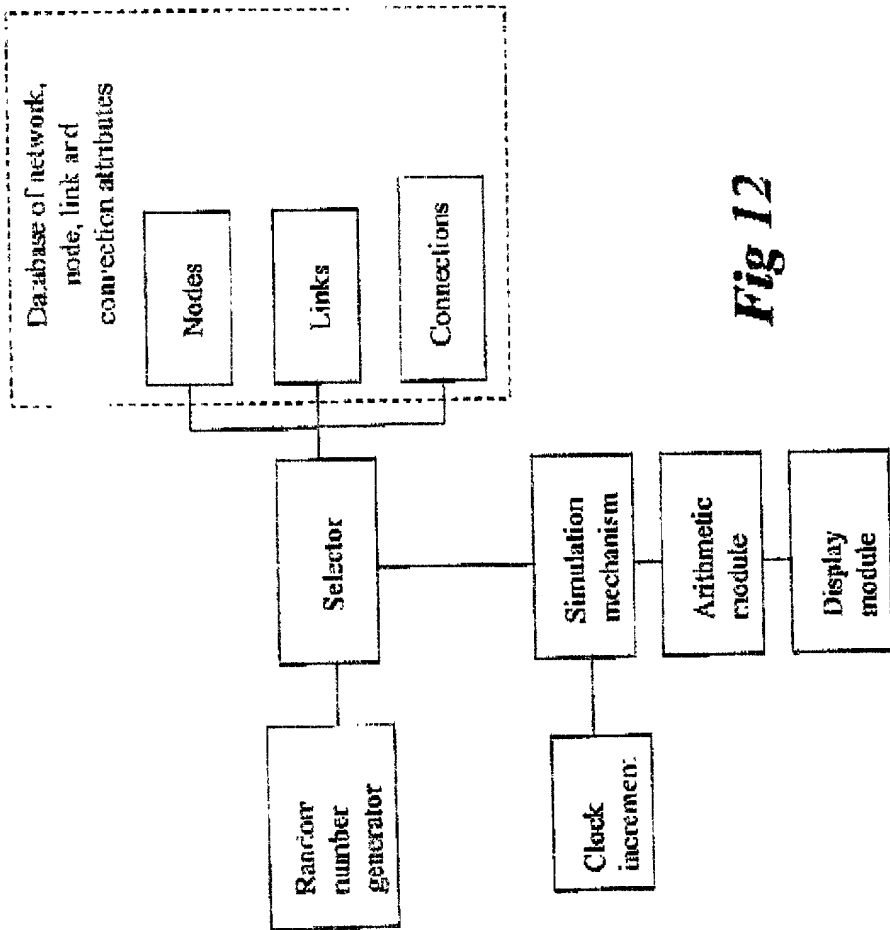 Database of network,
node, link and
connection attributes
Nodes
Links
Connections
Selector
Random
number
generator
Simulation
mechanism
Clock
increment
Arithmetic
module
Display
module
Fig 12